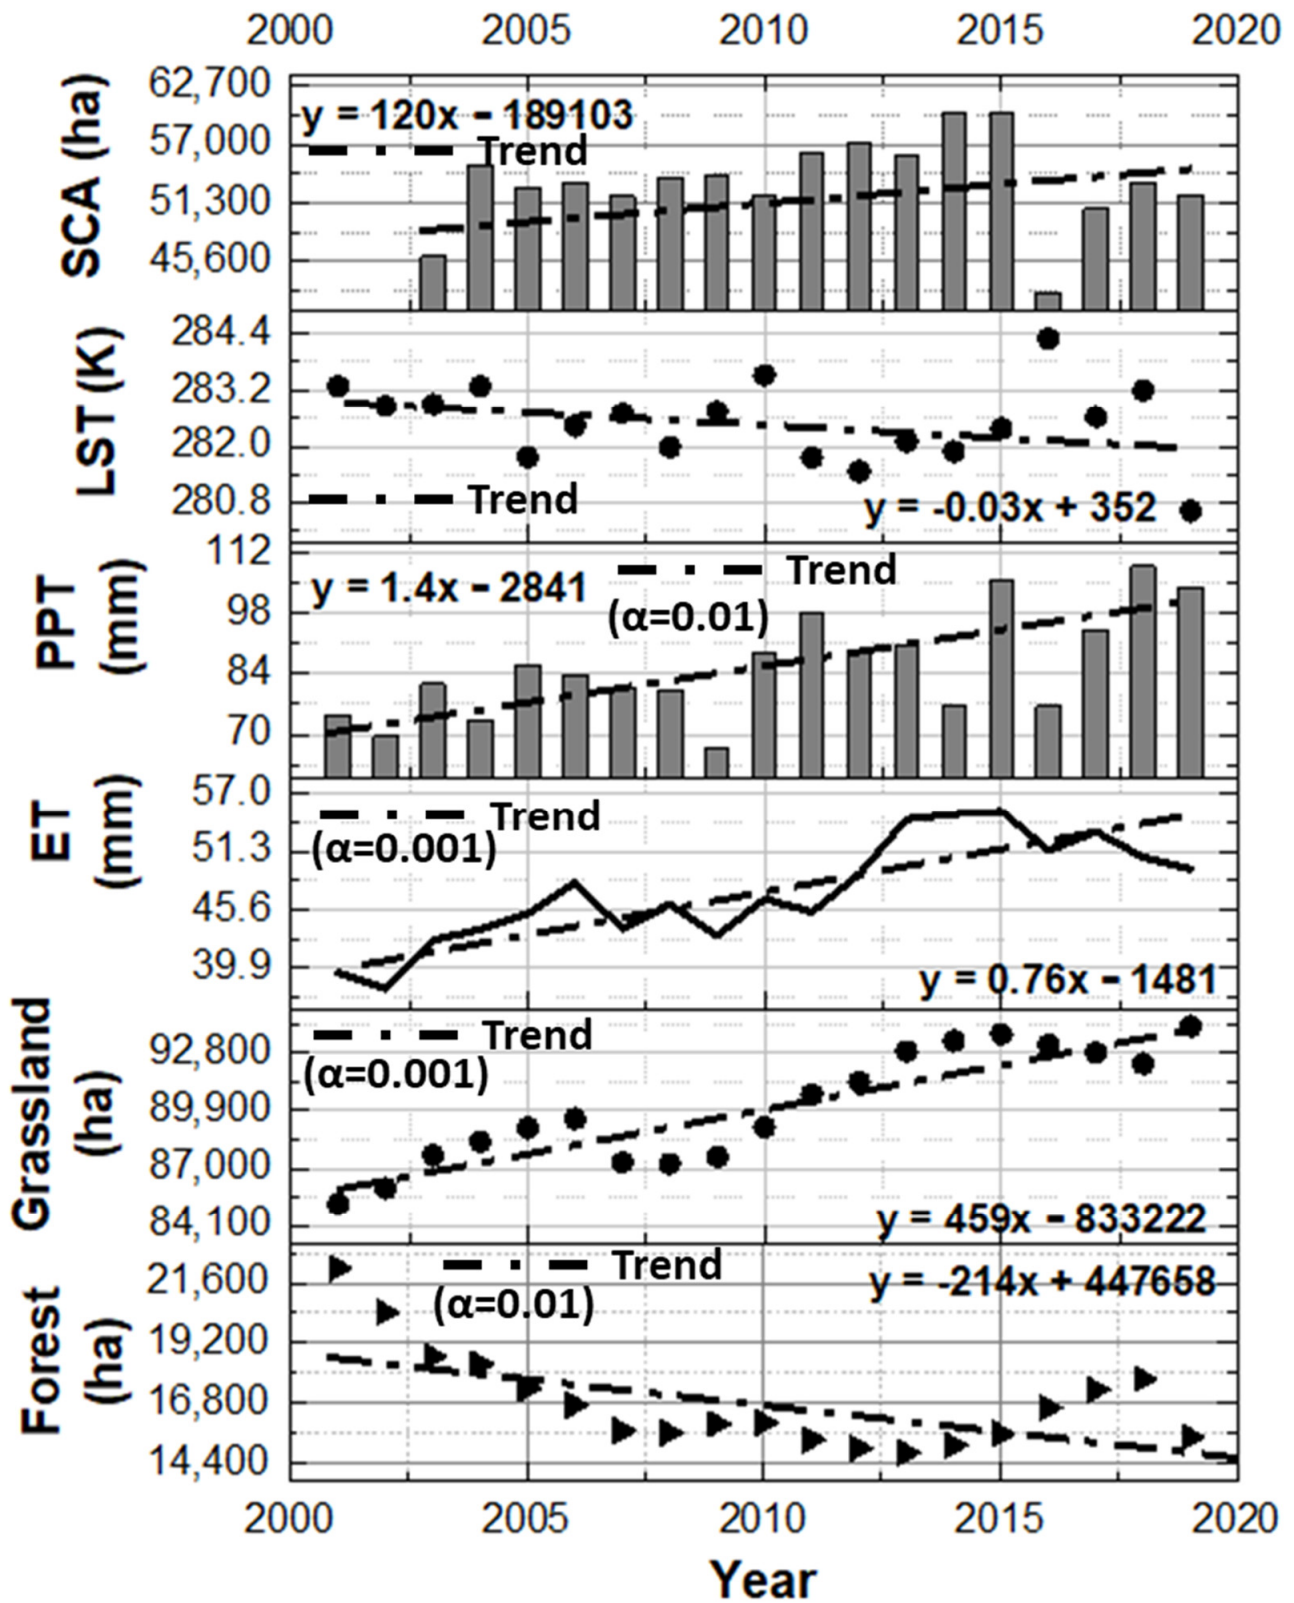 2000 2005 2010 2015 2020
SCA (ha)
62,700
57,000
51,300
45,600
y = 120x - 189103
Trend
LST (K)
284.4
283.2
282.0
280.8
Trend
y = -0.03x + 352
PPT
(mm)
112
98
84
70
y = 1.4x - 2841
Trend
(α=0.01)
ET
(mm)
57.0
51.3
45.6
39.9
Trend
(α=0.001)
y = 0.76x - 1481
Grassland
(ha)
92,800
89,900
87,000
84,100
Trend
(α=0.001)
y = 459x - 833222
Forest
(ha)
21,600
19,200
16,800
14,400
Trend
(α=0.01)
y = -214x + 447658
2000 2005 2010 2015 2020
Year